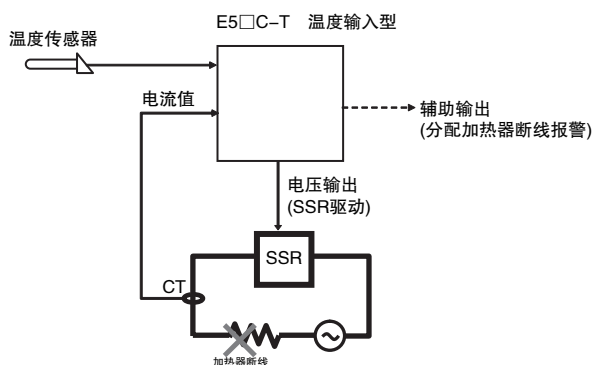 E5□C-T 温度输入型
温度传感器
电流值
辅助输出
(分配加热器断线报警)
电压输出
(SSR驱动)
SSR
CT
加热器断线